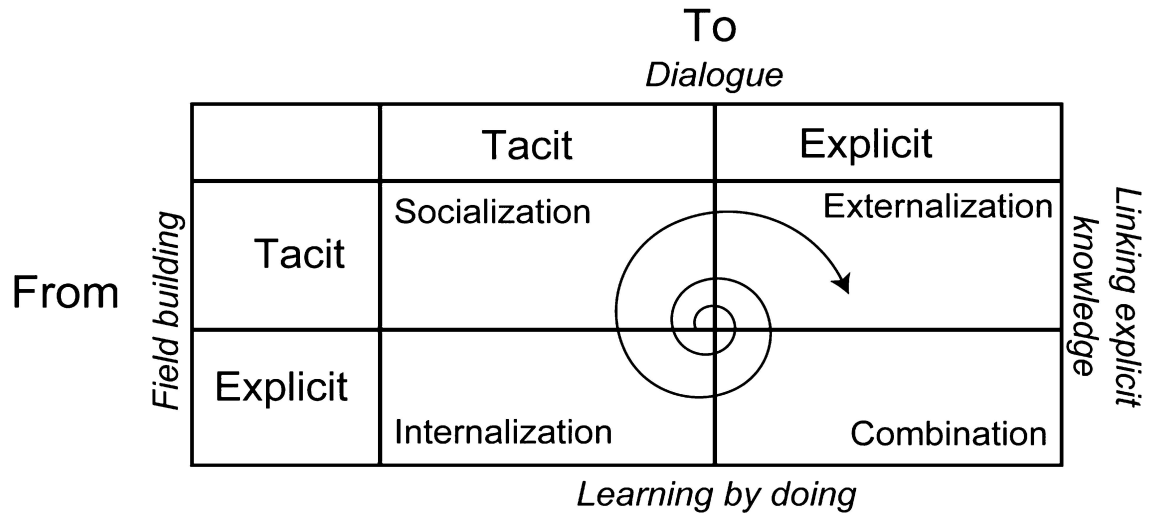 To
Dialogue
Tacit
Explicit
Socialization
Externalization
Tacit
From
Field building
Linking explicit
knowledge
Explicit
Internalization
Combination
Learning by doing